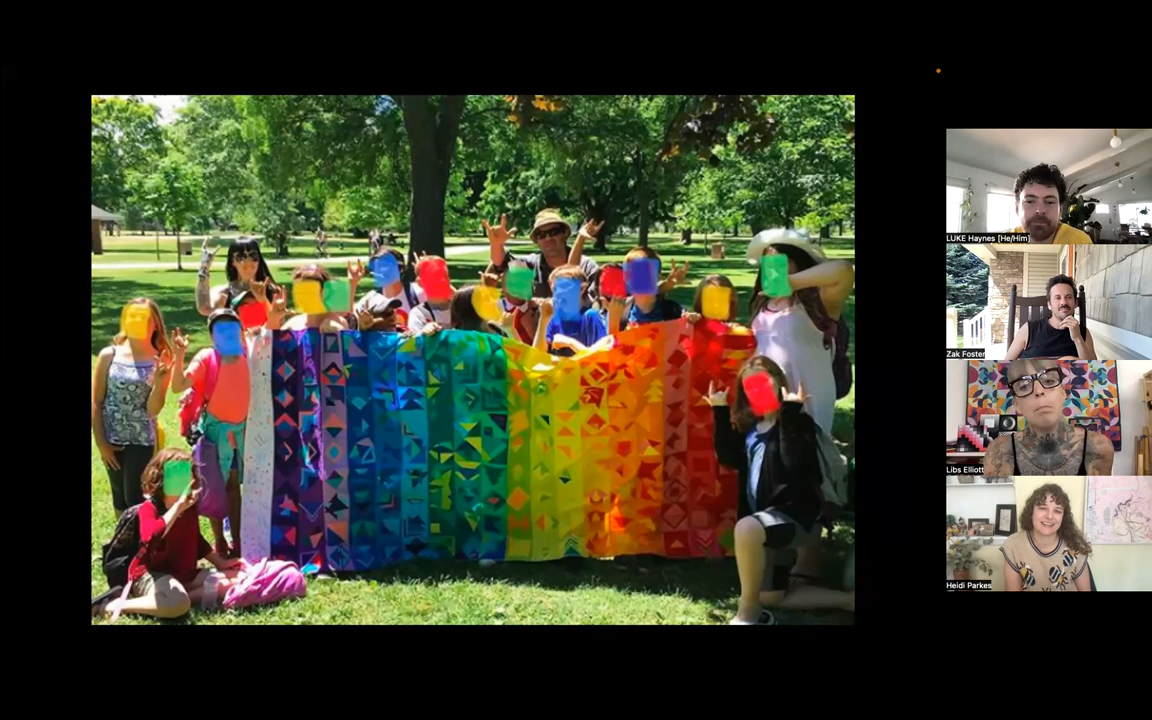 LUKE Haynes [He/Him]
Zak Foster
Libs Elliott
Heidi Parkes